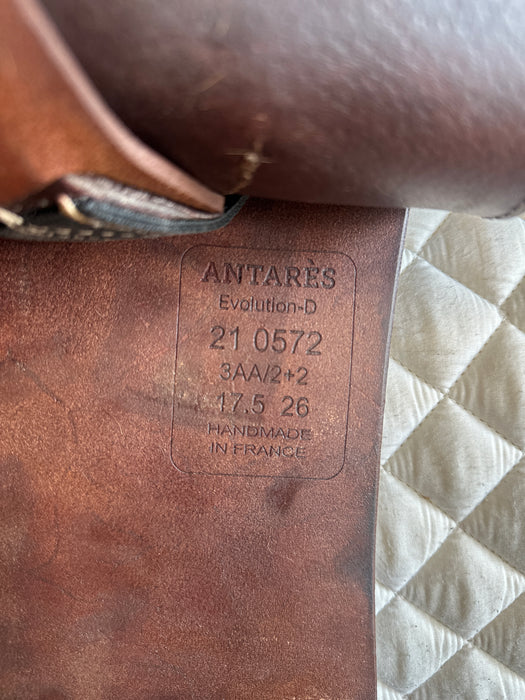 ANTARÈS
Evolution-D
21 0572
3AA/2+2
17.5 26
HANDMADE
IN FRANCE